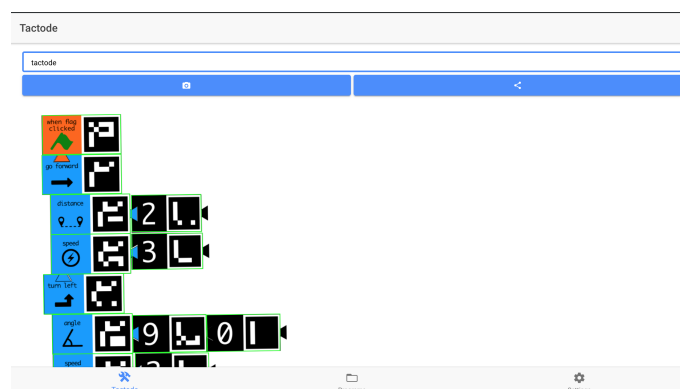 Tactode
tactode
when flag
clicked
go forward
distance
2
speed
3
turn left
angle
9 0
speed
Tactode